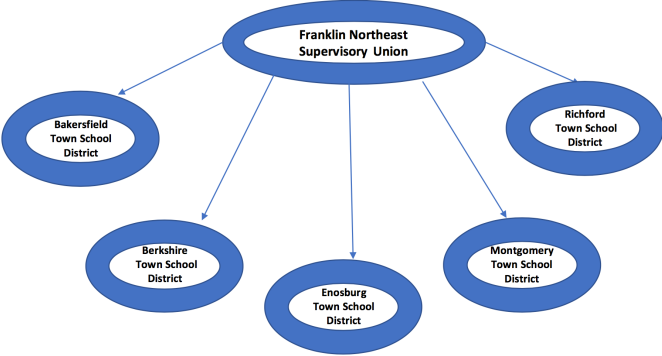 Franklin Northeast
Supervisory Union
Bakersfield
Town School
District
Richford
Town School
District
Berkshire
Town School
District
Montgomery
Town School
District
Enosburg
Town School
District